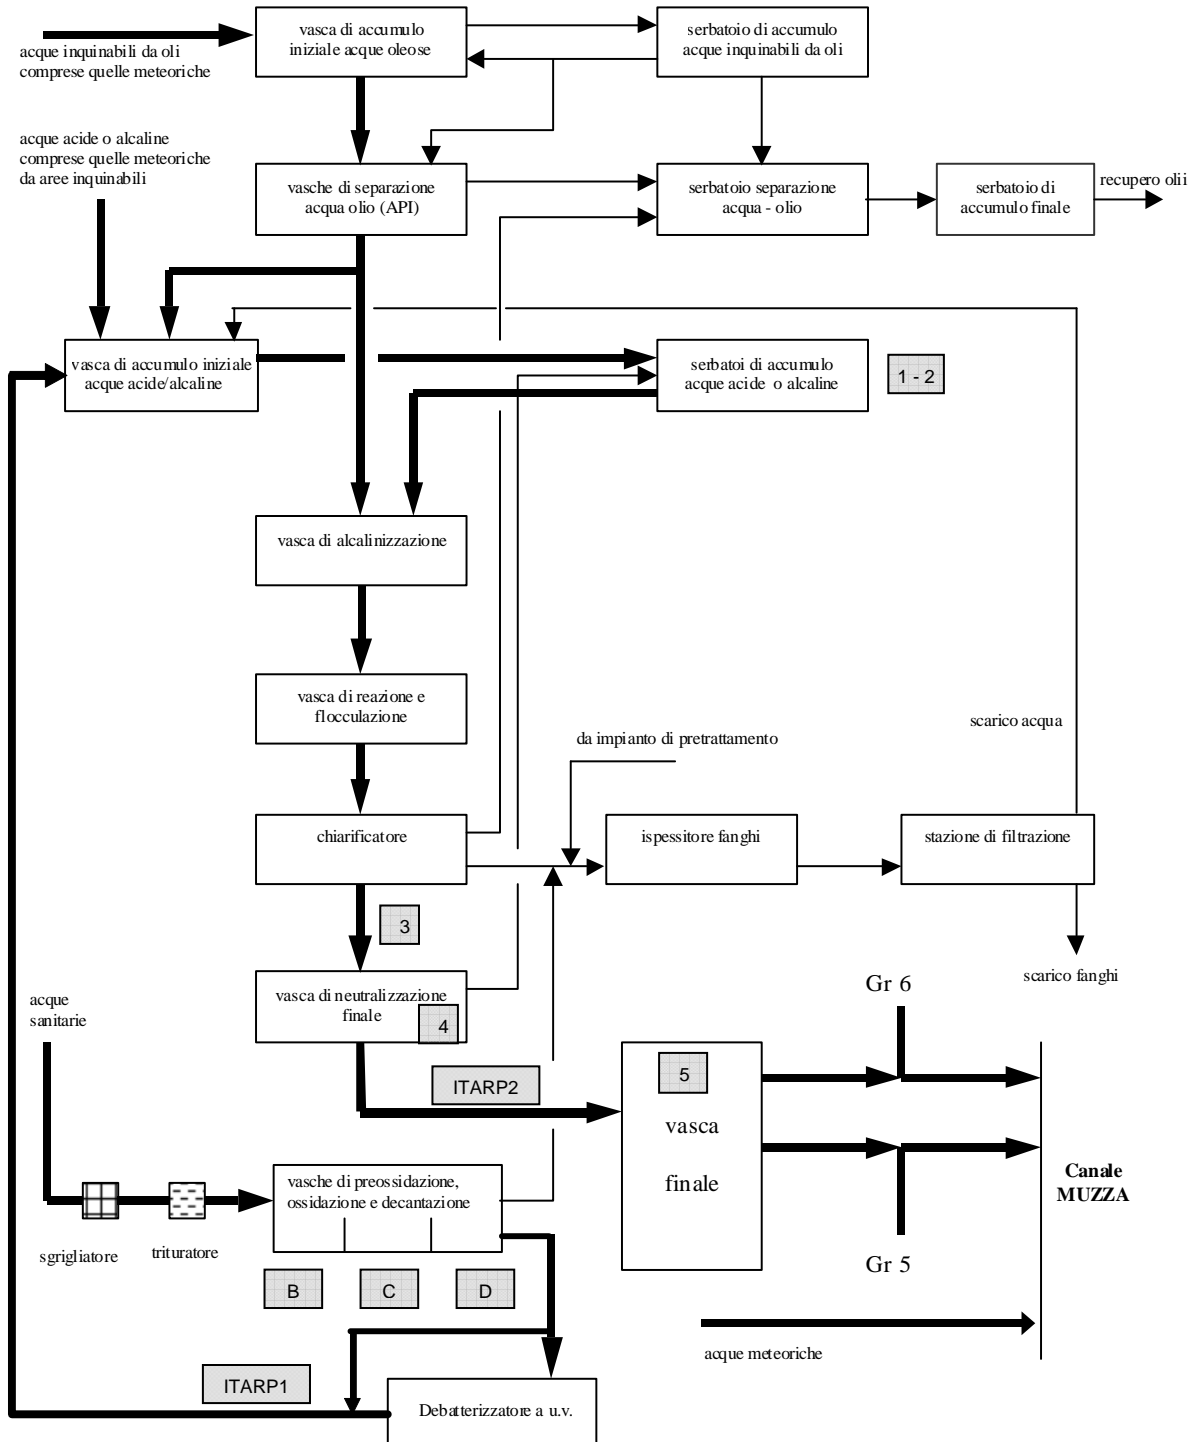 vasca di accumulo
iniziale acque oleose
serbatoio di accumulo
acque inquinabili da oli
acque inquinabili da oli
comprese quelle meteoriche
acque acide o alcaline
comprese quelle meteoriche
da aree inquinabili
vasche di separazione
acqua olio (API)
serbatoio separazione
acqua - olio
serbatoio di
accumulo finale
recupero olii
vasca di accumulo iniziale
acque acide/alcaline
serbatoi di accumulo
acque acide o alcaline
1 - 2
vasca di alcalinizzazione
vasca di reazione e
flocculazione
scarico acqua
da impianto di pretrattamento
chiarificatore
ispessitore fanghi
stazione di filtrazione
3
scarico fanghi
vasca di neutralizzazione
finale
4
acque
sanitarie
Gr 6
ITARP2
5
vasca
finale
Canale
MUZZA
vasche di preossidazione,
ossidazione e decantazione
sgrigliatore
trituratore
Gr 5
B
C
D
acque meteoriche
ITARP1
Debatterizzatore a u.v.